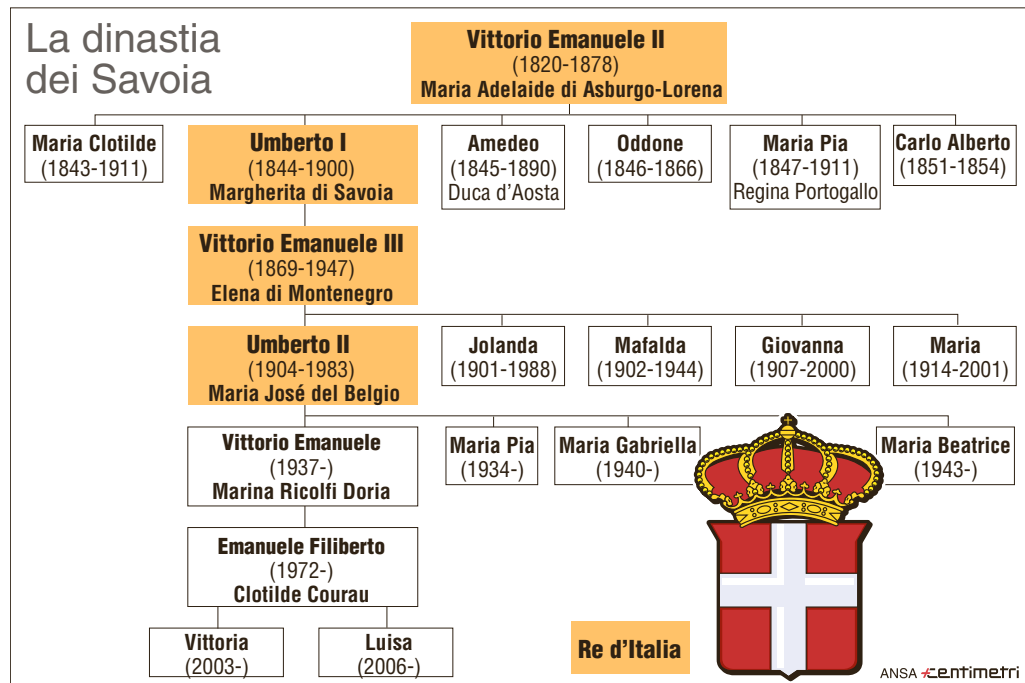 La dinastia
dei Savoia
Vittorio Emanuele II
(1820-1878)
Maria Adelaide di Asburgo-Lorena
Maria Clotilde
(1843-1911)
Umberto I
(1844-1900)
Margherita di Savoia
Amedeo
(1845-1890)
Duca d'Aosta
Oddone
(1846-1866)
Maria Pia
(1847-1911)
Regina Portogallo
Carlo Alberto
(1851-1854)
Vittorio Emanuele III
(1869-1947)
Elena di Montenegro
Umberto II
(1904-1983)
Maria José del Belgio
Jolanda
(1901-1988)
Mafalda
(1902-1944)
Giovanna
(1907-2000)
Maria
(1914-2001)
Vittorio Emanuele
(1937-)
Marina Ricolfi Doria
Maria Pia
(1934-)
Maria Gabriella
(1940-)
Maria Beatrice
(1943-)
Emanuele Filiberto
(1972-)
Clotilde Courau
Vittoria
(2003-)
Luisa
(2006-)
Re d'Italia
ANSA centimetri